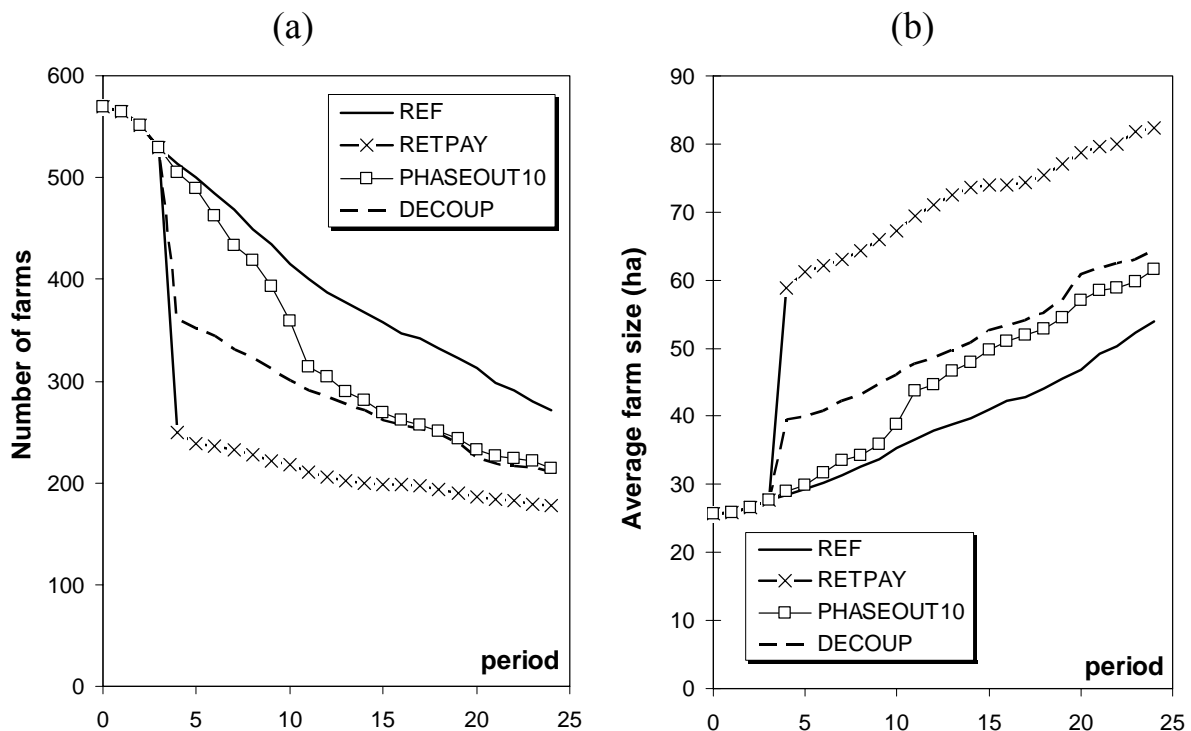 (a)
600
500
400
300
200
100
0
Number of farms
REF
RETPAY
PHASEOUT10
DECOUP
period
0 5 10 15 20 25
(b)
90
80
70
60
50
40
30
20
10
0
Average farm size (ha)
REF
RETPAY
PHASEOUT10
DECOUP
period
0 5 10 15 20 25